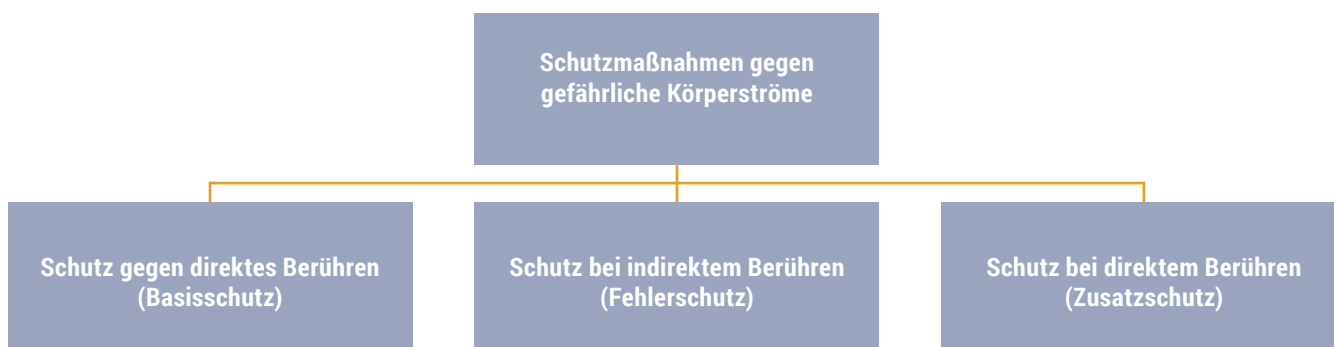 Schutzmaßnahmen gegen
gefährliche Körperströme
Schutz gegen direktes Berühren
(Basisschutz)
Schutz bei indirektem Berühren
(Fehlerschutz)
Schutz bei direktem Berühren
(Zusatzschutz)